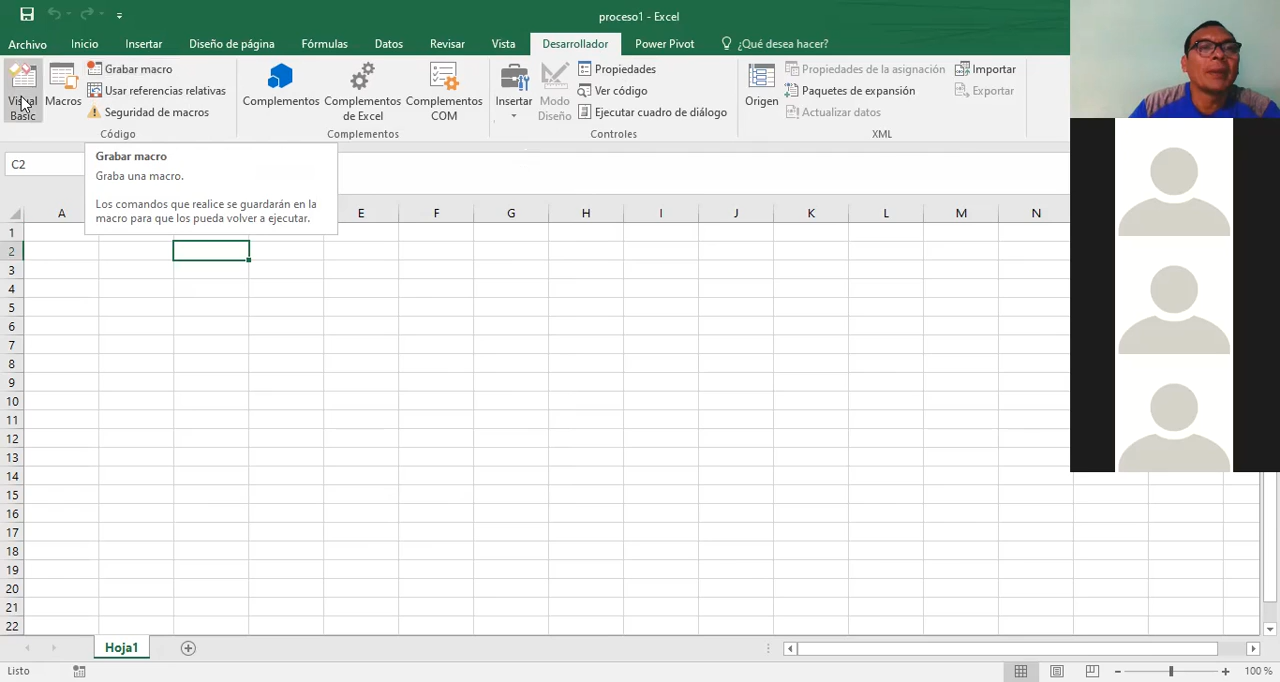 proceso1 - Excel
Archivo Inicio Insertar Diseño de página Fórmulas Datos Revisar Vista Desarrollador Power Pivot ¿Qué desea hacer?
Visual Basic
Macros
Grabar macro
Usar referencias relativas
Seguridad de macros
Código
Complementos
Complementos de Excel
Complementos COM
Complementos
Insertar
Modo Diseño
Propiedades
Ver código
Ejecutar cuadro de diálogo
Controles
Origen
Propiedades de la asignación
Paquetes de expansión
Actualizar datos
Importar
Exportar
XML
C2
Grabar macro
Graba una macro.
Los comandos que realice se guardarán en la
macro para que los pueda volver a ejecutar.
A E F G H I J K L M N
1
2
3
4
5
6
7
8
9
10
11
12
13
14
15
16
17
18
19
20
21
22
Hoja1
Listo
100 %